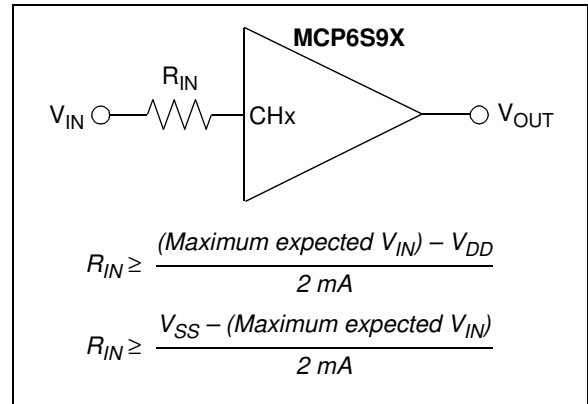 MCP6S9X
R_IN
V_IN CHx V_OUT
R_IN ≥ (Maximum expected V_IN) – V_DD / 2 mA
R_IN ≥ V_SS – (Maximum expected V_IN) / 2 mA